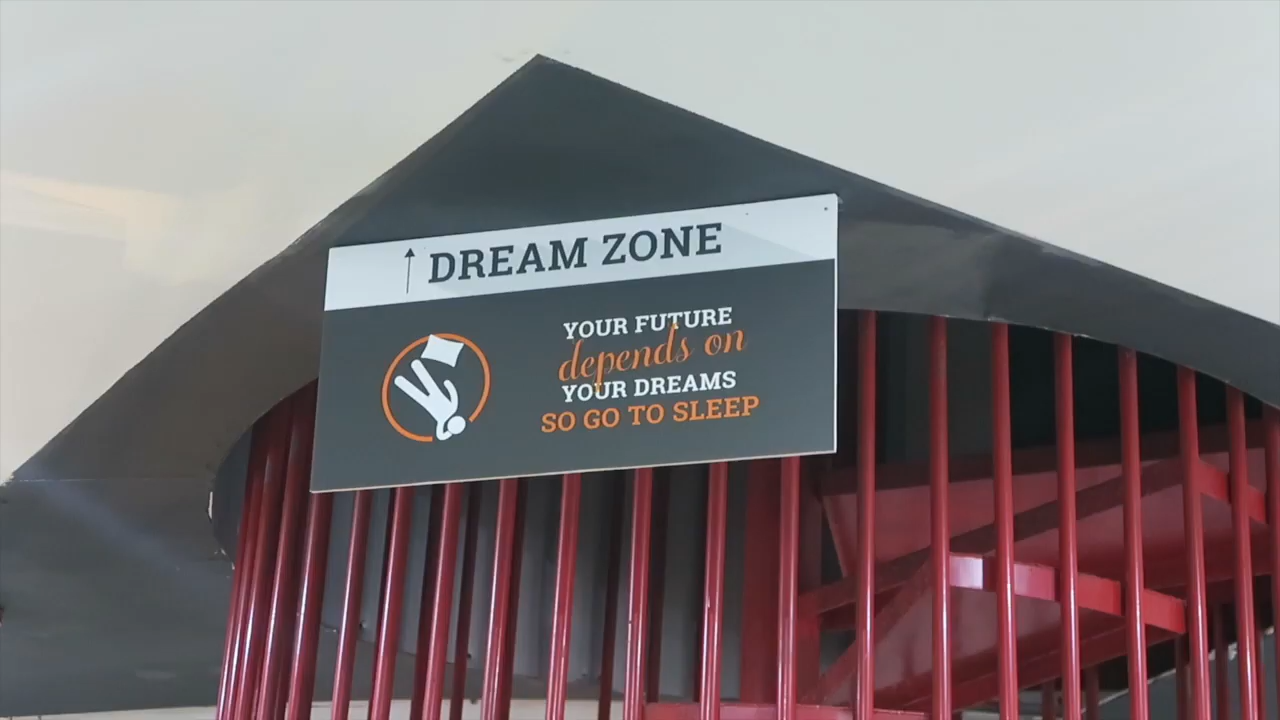 DREAM ZONE
YOUR FUTURE
depends on
YOUR DREAMS
SO GO TO SLEEP